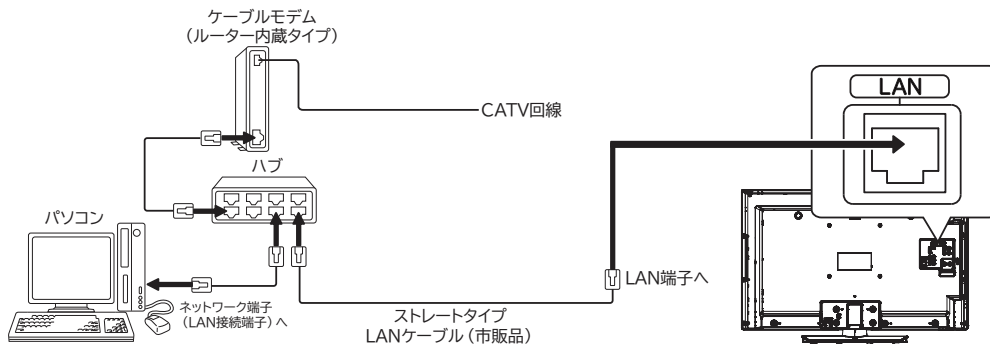 ケーブルモデム
（ルーター内蔵タイプ）
CATV回線
LAN
ハブ
パソコン
ネットワーク端子
（LAN接続端子）へ
LAN端子へ
ストレートタイプ
LANケーブル（市販品）